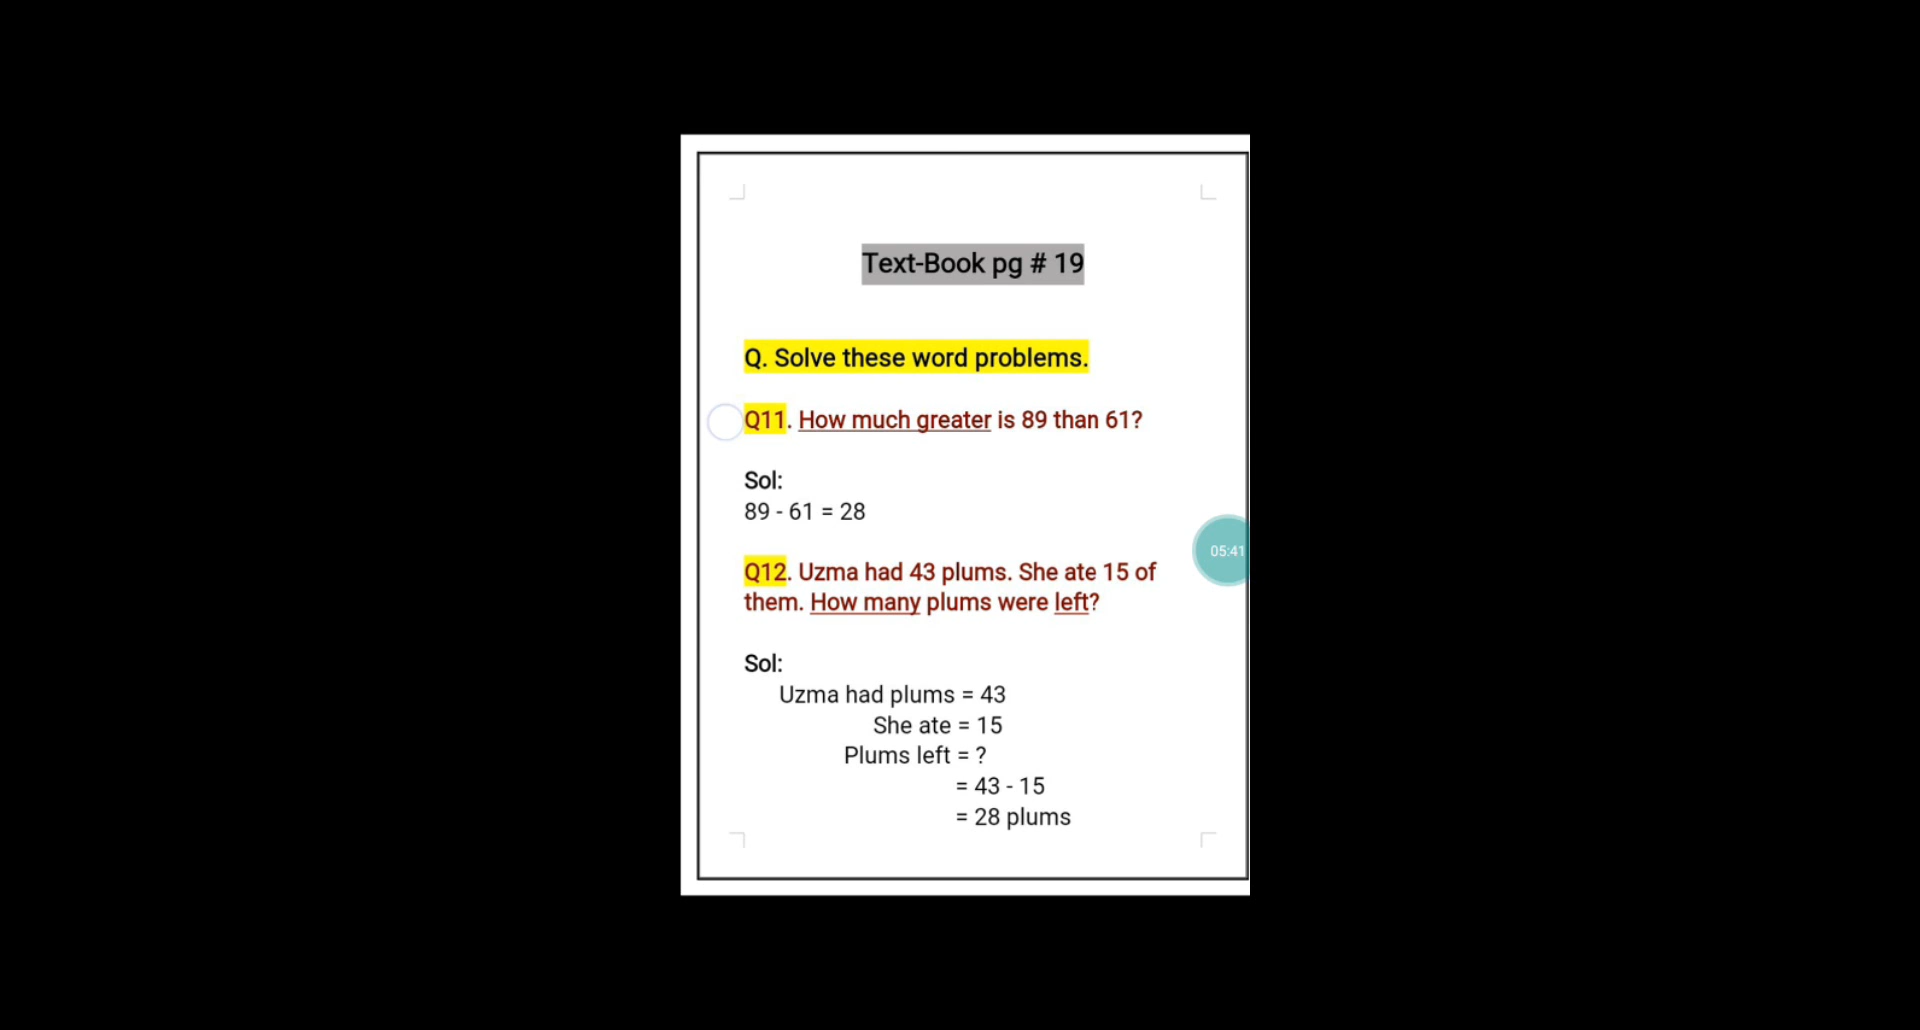 Text-Book pg # 19
Q. Solve these word problems.
Q11. How much greater is 89 than 61?
Sol:
89 - 61 = 28
05:41
Q12. Uzma had 43 plums. She ate 15 of
them. How many plums were left?
Sol:
Uzma had plums = 43
She ate = 15
Plums left = ?
= 43 - 15
= 28 plums